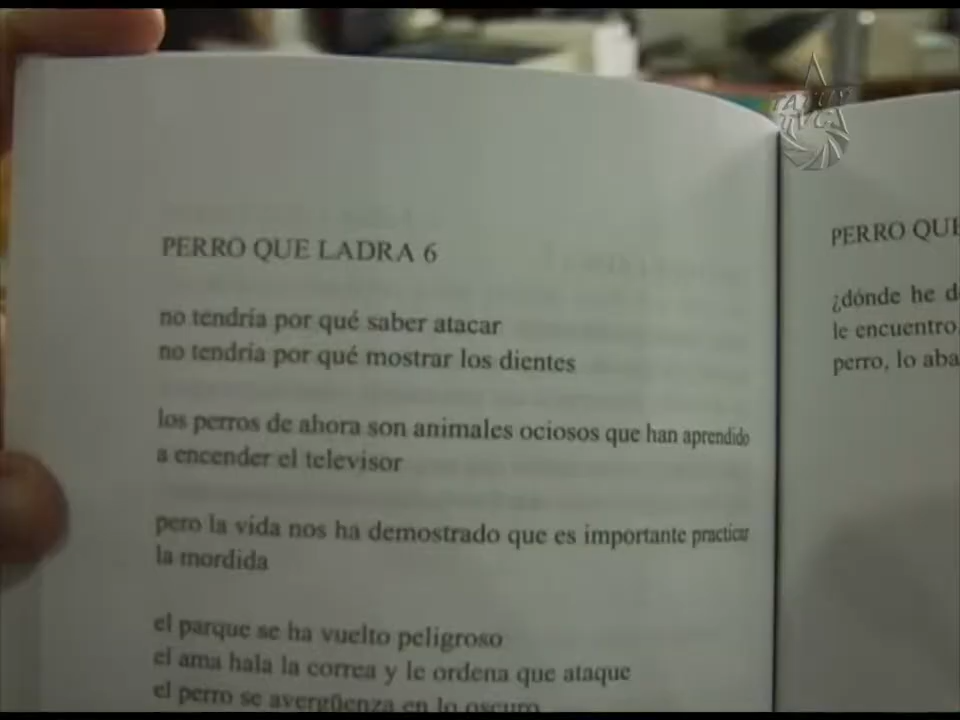 PERRO QUE LADRA 6
no tendría por qué saber atacar
no tendría por qué mostrar los dientes
los perros de ahora son animales ociosos que han aprendido
a encender el televisor
pero la vida nos ha demostrado que es importante practicar
la mordida
el parque se ha vuelto peligroso
el ama hala la correa y le ordena que ataque
el perro se avergüenza en lo oscuro
PERRO QUE
¿dónde he d
le encuentro
perro, lo aba
TATUY
TVC